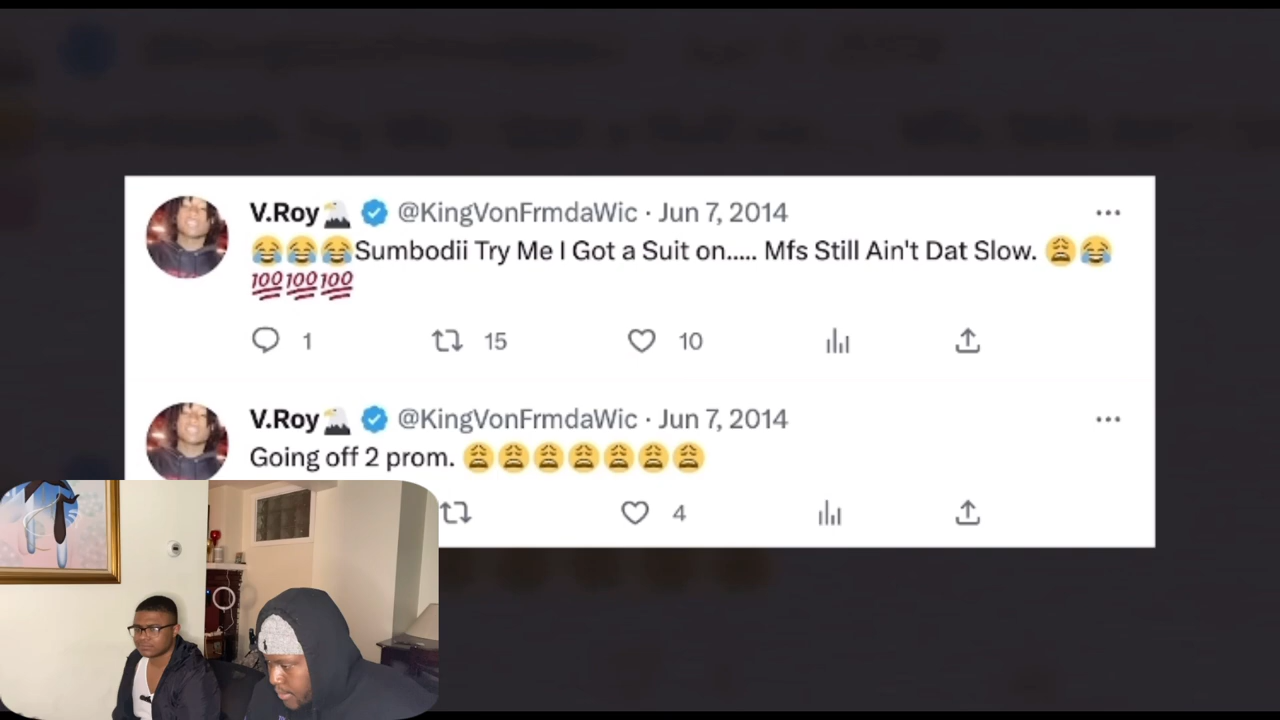 V.Roy🦅 @KingVonFrmdaWic · Jun 7, 2014
😂😂😂Sumbodii Try Me I Got a Suit on..... Mfs Still Ain't Dat Slow. 😩😂
💯💯💯
1 15 10
V.Roy🦅 @KingVonFrmdaWic · Jun 7, 2014
Going off 2 prom. 😩😩😩😩😩😩😩
4